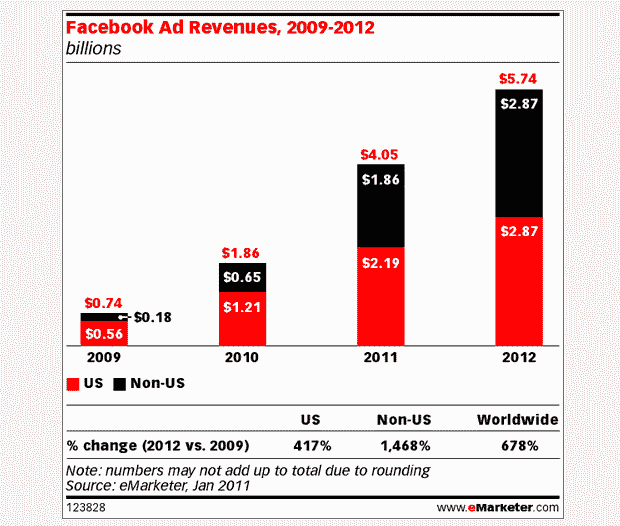 Facebook Ad Revenues, 2009-2012
billions
$5.74
$2.87
$4.05
$1.86
$2.87
$1.86
$0.65
$2.19
$0.74
$1.21
$0.18
$0.56
2009 2010 2011 2012
US Non-US
US Non-US Worldwide
% change (2012 vs. 2009) 417% 1,468% 678%
Note: numbers may not add up to total due to rounding
Source: eMarketer, Jan 2011
123828 www.eMarketer.com